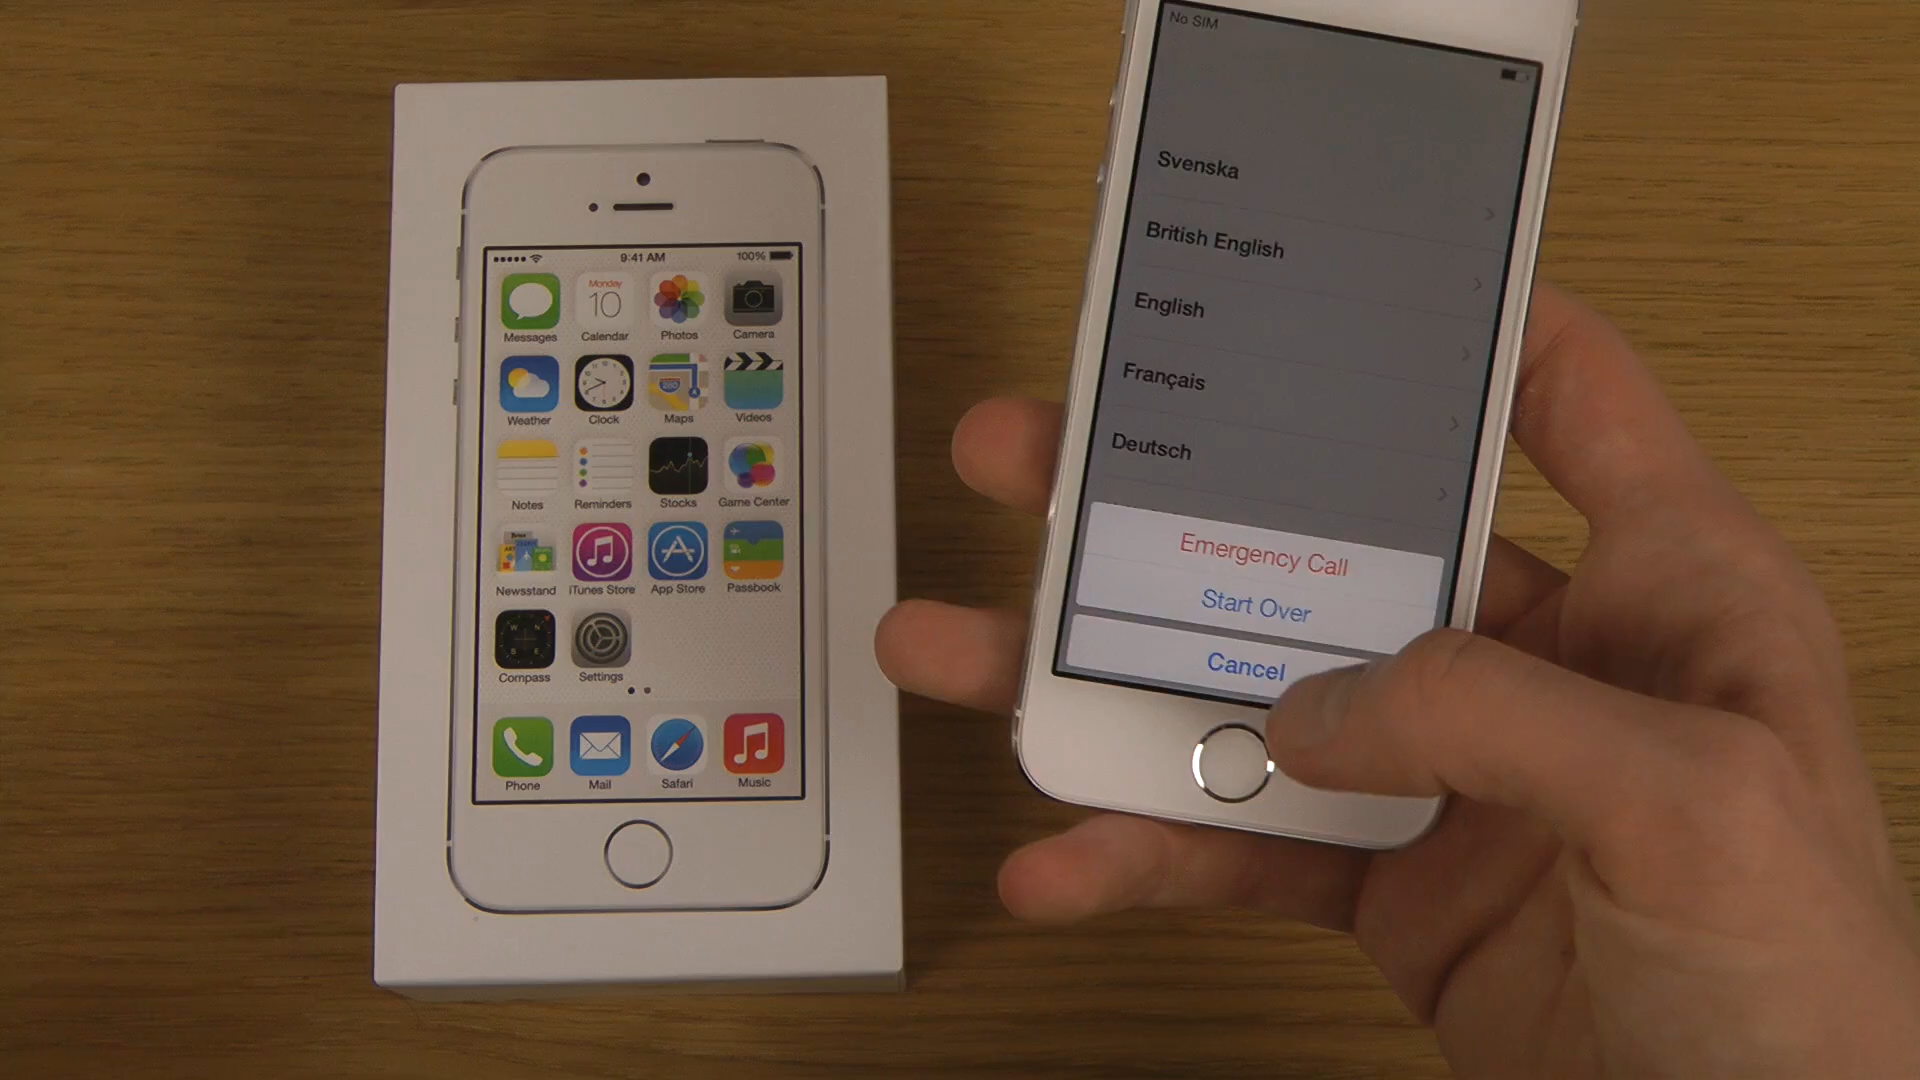 9:41 AM
100%
Messages
Monday
10
Calendar
Photos
Camera
Weather
Clock
Maps
280
Videos
Notes
Reminders
Stocks
Game Center
Newsstand
iTunes Store
App Store
Passbook
N
W
E
S
Compass
Settings
Phone
Mail
Safari
Music
No SIM
Svenska
British English
English
Français
Deutsch
Emergency Call
Start Over
Cancel